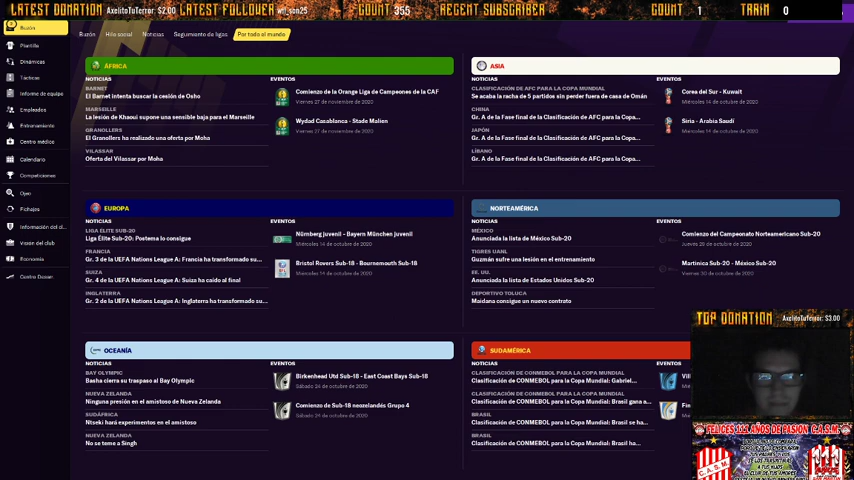 LATEST DONATION AxelitoTuTerror: $2.00 LATEST FOLLOWER wil_son25 COUNT 355 RECENT SUBSCRIBER COUNT 1 TRAIN 0
Buzón
Plantilla
Dinámicas
Tácticas
Informe de equipo
Empleados
Entrenamiento
Centro médico
Calendario
Competiciones
Ojeo
Fichajes
Información del cl...
Visión del club
Economía
Centro Desarr.
Buzón Hilo social Noticias Seguimiento de ligas Por todo el mundo
ÁFRICA
NOTICIAS
BARNET
El Barnet intenta buscar la cesión de Osho
MARSEILLE
La lesión de Khaoui supone una sensible baja para el Marseille
GRANOLLERS
El Granollers ha realizado una oferta por Moha
VILASSAR
Oferta del Vilassar por Moha
EVENTOS
Comienzo de la Orange Liga de Campeones de la CAF
Viernes 27 de noviembre de 2020
Wydad Casablanca - Stade Malien
Viernes 27 de noviembre de 2020
ASIA
NOTICIAS
CLASIFICACIÓN DE AFC PARA LA COPA MUNDIAL
Se acaba la racha de 5 partidos sin perder fuera de casa de Omán
CHINA
Gr. A de la Fase final de la Clasificación de AFC para la Copa...
JAPÓN
Gr. A de la Fase final de la Clasificación de AFC para la Copa...
LÍBANO
Gr. A de la Fase final de la Clasificación de AFC para la Copa...
EVENTOS
Corea del Sur - Kuwait
Miércoles 14 de octubre de 2020
Siria - Arabia Saudí
Miércoles 14 de octubre de 2020
EUROPA
NOTICIAS
LIGA ÉLITE SUB-20
Liga Élite Sub-20: Postema lo consigue
FRANCIA
Gr. 3 de la UEFA Nations League A: Francia ha transformado su...
SUIZA
Gr. 4 de la UEFA Nations League A: Suiza ha caído al final
INGLATERRA
Gr. 2 de la UEFA Nations League A: Inglaterra ha transformado su...
EVENTOS
Nürnberg juvenil - Bayern München juvenil
Miércoles 14 de octubre de 2020
Bristol Rovers Sub-18 - Bournemouth Sub-18
Miércoles 14 de octubre de 2020
NORTEAMÉRICA
NOTICIAS
MÉXICO
Anunciada la lista de México Sub-20
TIGRES UANL
Guzmán sufre una lesión en el entrenamiento
EE. UU.
Anunciada la lista de Estados Unidos Sub-20
DEPORTIVO TOLUCA
Maidana consigue un nuevo contrato
EVENTOS
Comienzo del Campeonato Norteamericano Sub-20
Martinica Sub-20 - México Sub-20
Viernes 30 de octubre de 2020
OCEANÍA
NOTICIAS
BAY OLYMPIC
Basha cierra su traspaso al Bay Olympic
NUEVA ZELANDA
Ninguna presión en el amistoso de Nueva Zelanda
SUDÁFRICA
Ntseki hará experimentos en el amistoso
NUEVA ZELANDA
No se teme a Singh
EVENTOS
Birkenhead Utd Sub-18 - East Coast Bays Sub-18
Sábado 24 de octubre de 2020
Comienzo de Sub-18 neozelandés Grupo 4
Sábado 24 de octubre de 2020
SUDAMÉRICA
NOTICIAS
CLASIFICACIÓN DE CONMEBOL PARA LA COPA MUNDIAL
Clasificación de CONMEBOL para la Copa Mundial: Gabriel...
CLASIFICACIÓN DE CONMEBOL PARA LA COPA MUNDIAL
Clasificación de CONMEBOL para la Copa Mundial: Brasil gana a...
BRASIL
Clasificación de CONMEBOL para la Copa Mundial: Brasil se ha...
BRASIL
Clasificación de CONMEBOL para la Copa Mundial: Brasil ha...
EVENTOS
TOP DONATION AxelitoTuTerror: $3.00
FELICES 111 AÑOS DE PASION C.A.S.M.
C.A.S.M.
111